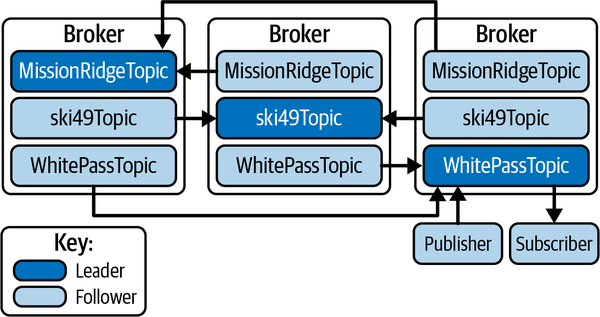 Broker
MissionRidgeTopic
ski49Topic
WhitePassTopic
Broker
MissionRidgeTopic
ski49Topic
WhitePassTopic
Broker
MissionRidgeTopic
ski49Topic
WhitePassTopic
Publisher
Subscriber
Key:
Leader
Follower